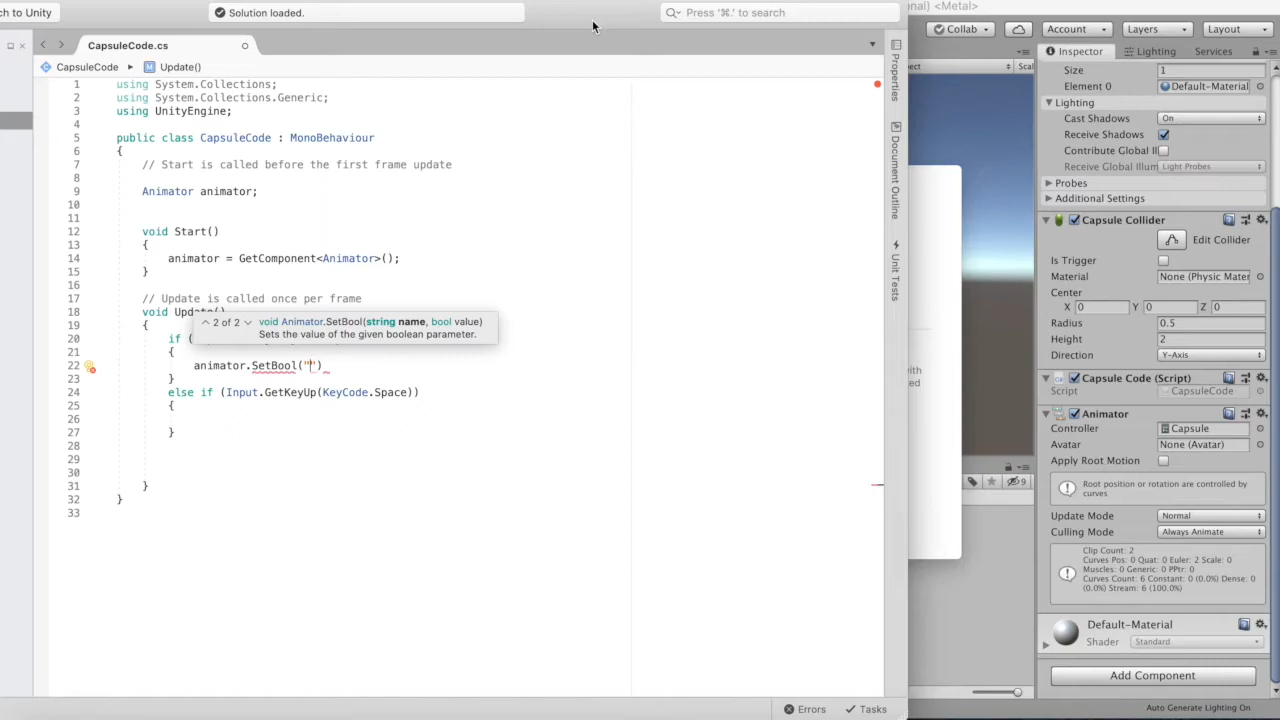 ch to Unity
Solution loaded.
Press '⌘.' to search
onal) <Metal>
Collab
Account
Layers
Layout
CapsuleCode.cs
CapsuleCode
Update()
Properties
Document Outline
Unit Tests
1 using System.Collections;
2 using System.Collections.Generic;
3 using UnityEngine;
4
5 public class CapsuleCode : MonoBehaviour
6 {
7 // Start is called before the first frame update
8
9 Animator animator;
10
11
12 void Start()
13 {
14 animator = GetComponent<Animator>();
15 }
16
17 // Update is called once per frame
18 void Update()
2 of 2 void Animator.SetBool(string name, bool value)
Sets the value of the given boolean parameter.
19 {
20 if (
21 {
22 animator.SetBool("")
23 }
24 else if (Input.GetKeyUp(KeyCode.Space))
25 {
26
27 }
28
29
30
31 }
32 }
33
Errors
Tasks
pect
Scal
with
ted
9
Inspector
Lighting
Services
Size 1
Element 0 Default-Material
Lighting
Cast Shadows On
Receive Shadows
Contribute Global Il
Receive Global Illum Light Probes
Probes
Additional Settings
Capsule Collider
Edit Collider
Is Trigger
Material None (Physic Mater
Center
X 0 Y 0 Z 0
Radius 0.5
Height 2
Direction Y-Axis
Capsule Code (Script)
Script CapsuleCode
Animator
Controller Capsule
Avatar None (Avatar)
Apply Root Motion
Root position or rotation are controlled by
curves
Update Mode Normal
Culling Mode Always Animate
Clip Count: 2
Curves Pos: 0 Quat: 0 Euler: 2 Scale: 0
Muscles: 0 Generic: 0 PPtr: 0
Curves Count: 6 Constant: 0 (0.0%) Dense: 0
(0.0%) Stream: 6 (100.0%)
Default-Material
Shader Standard
Add Component
Auto Generate Lighting On